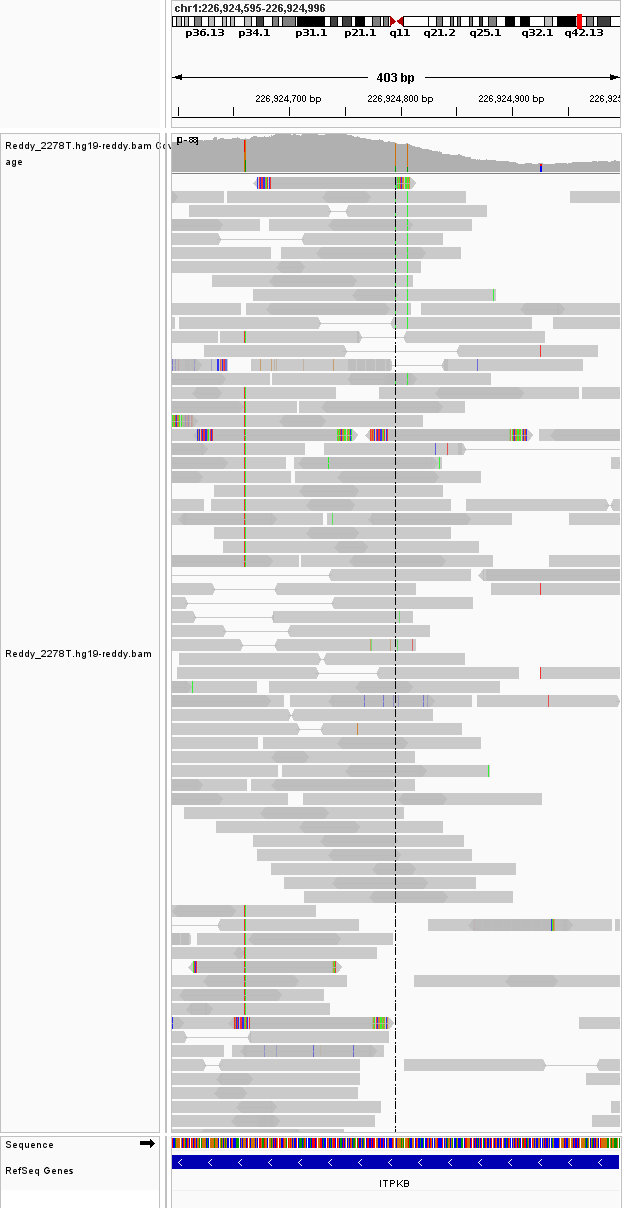 chr1:226,924,595-226,924,996
p36.13 p34.1 p31.1 p21.1 q11 q21.2 q25.1 q32.1 q42.13
403 bp
226,924,700 bp 226,924,800 bp 226,924,900 bp 226,925
Reddy_2278T.hg19-reddy.bam Cov
age
Reddy_2278T.hg19-reddy.bam
Sequence
RefSeq Genes
ITPKB